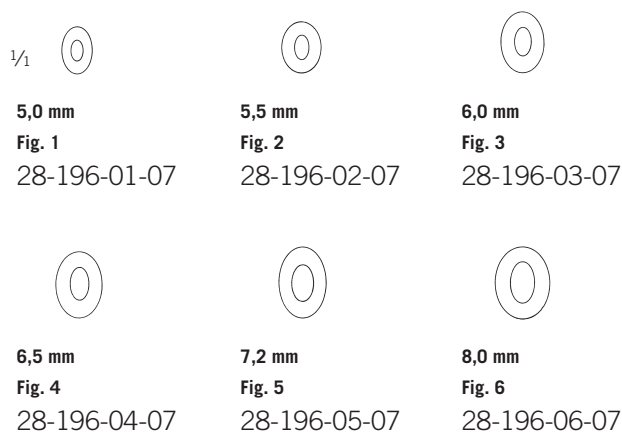 1/1
5,0 mm
Fig. 1
28-196-01-07
5,5 mm
Fig. 2
28-196-02-07
6,0 mm
Fig. 3
28-196-03-07
6,5 mm
Fig. 4
28-196-04-07
7,2 mm
Fig. 5
28-196-05-07
8,0 mm
Fig. 6
28-196-06-07